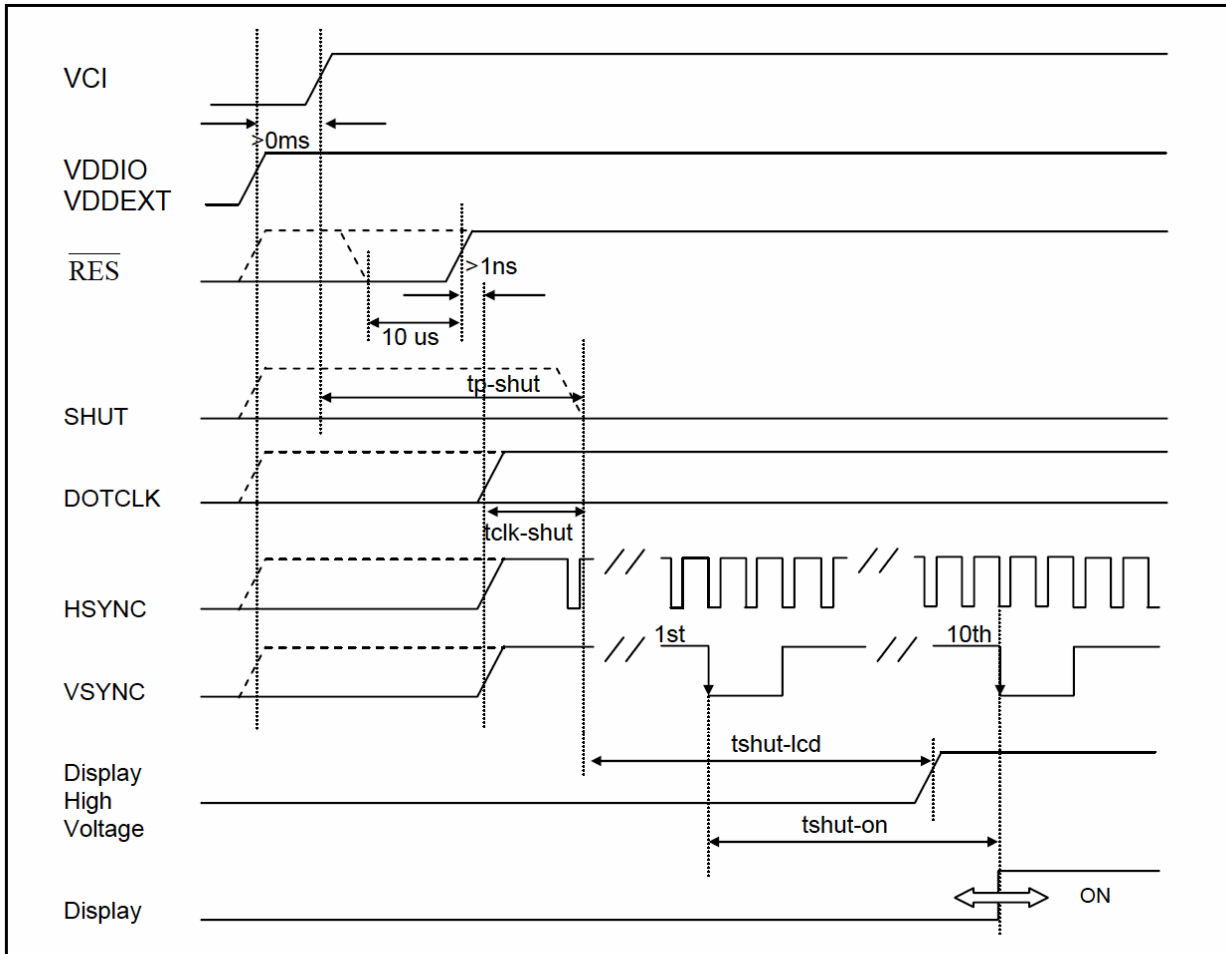 VCI
>0ms
VDDIO
VDDEXT
RES
>1ns
10 us
tp-shut
SHUT
DOTCLK
tclk-shut
HSYNC
1st
10th
VSYNC
tshut-lcd
Display
High
Voltage
tshut-on
ON
Display